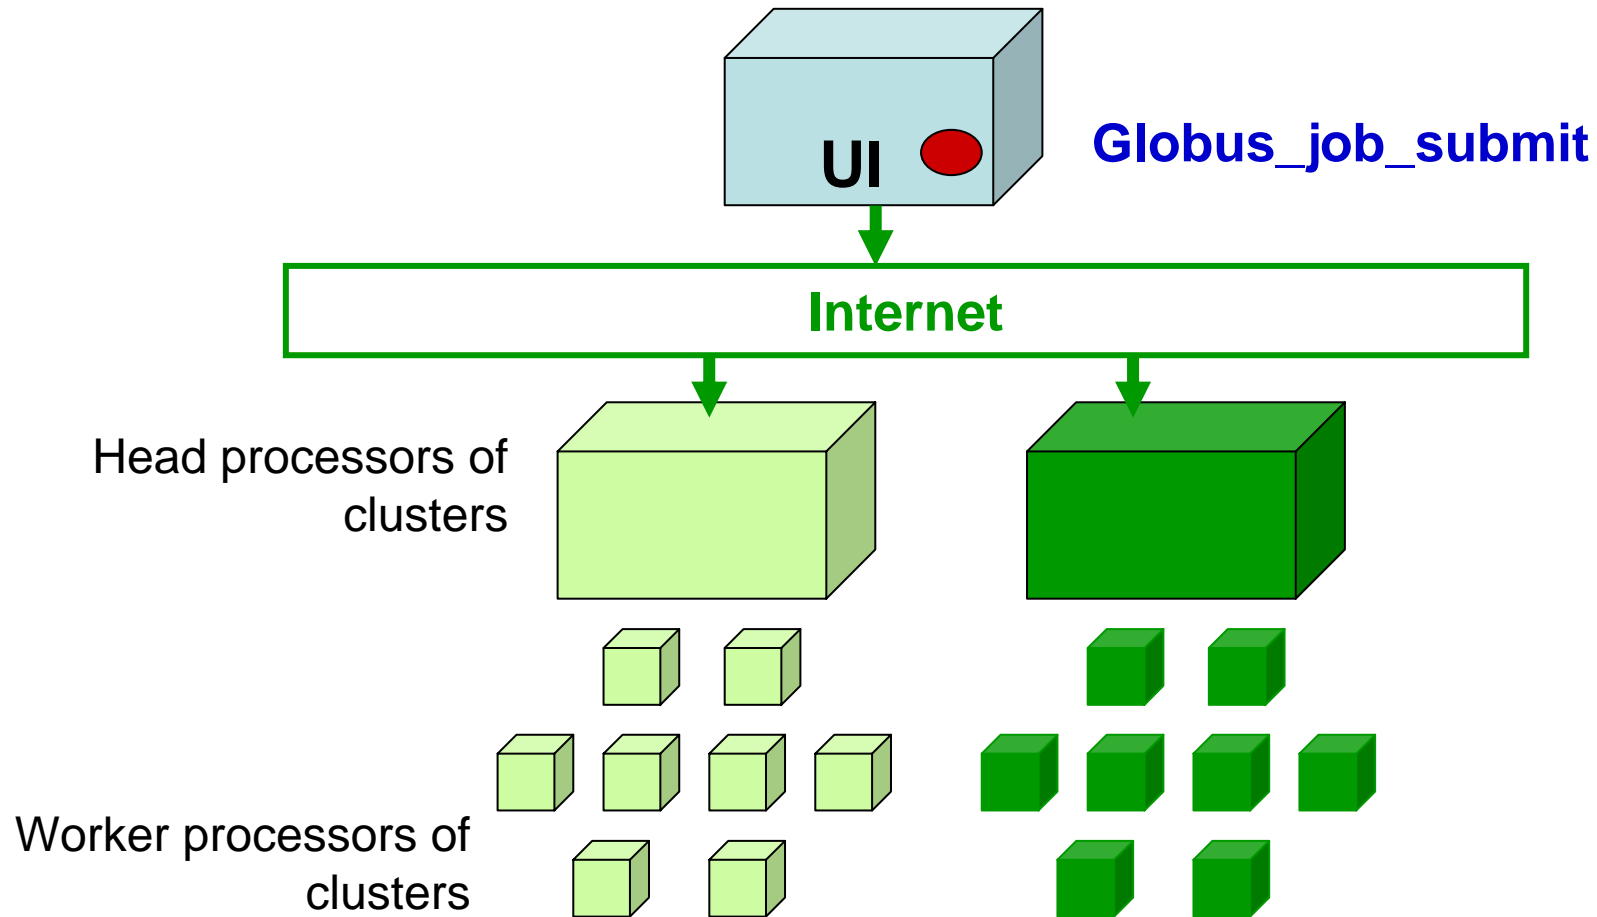 UI
Globus_job_submit
Internet
Head processors of
clusters
Worker processors of
clusters